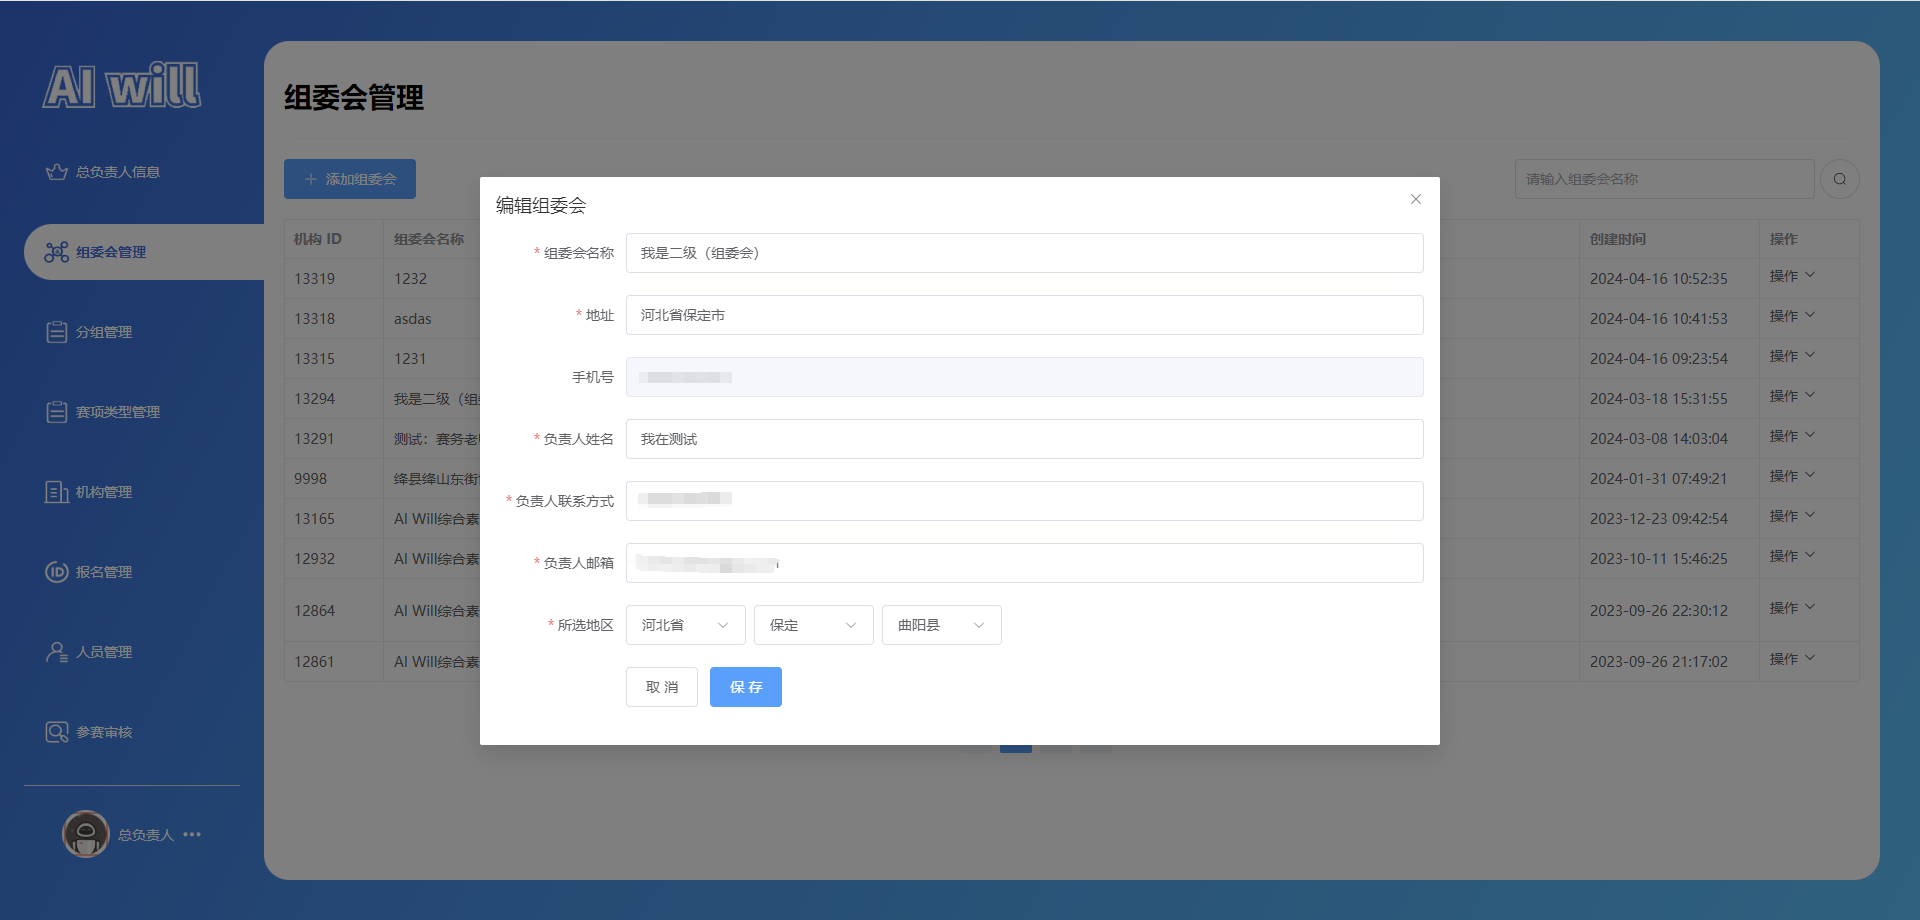 AI will
总负责人信息
组委会管理
分组管理
赛项类型管理
机构管理
报名管理
人员管理
参赛审核
总负责人
组委会管理
添加组委会
请输入组委会名称
机构 ID 组委会名称 创建时间 操作
13319 1232 2024-04-16 10:52:35 操作
13318 asdas 2024-04-16 10:41:53 操作
13315 1231 2024-04-16 09:23:54 操作
13294 我是二级（组 2024-03-18 15:31:55 操作
13291 测试：赛务老 2024-03-08 14:03:04 操作
9998 绛县绛山东街 2024-01-31 07:49:21 操作
13165 AI Will综合素 2023-12-23 09:42:54 操作
12932 AI Will综合素 2023-10-11 15:46:25 操作
12864 AI Will综合素 2023-09-26 22:30:12 操作
12861 AI Will综合素 2023-09-26 21:17:02 操作
编辑组委会
* 组委会名称 我是二级（组委会）
* 地址 河北省保定市
手机号
* 负责人姓名 我在测试
* 负责人联系方式
* 负责人邮箱
* 所选地区 河北省 保定 曲阳县
取 消 保 存